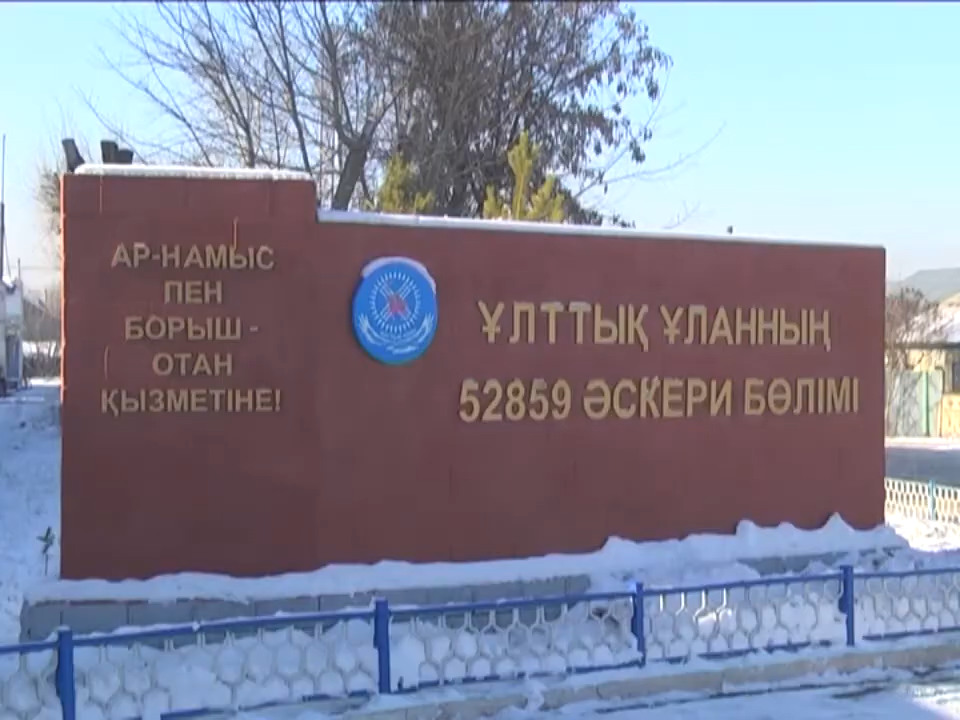 АР-НАМЫС
ПЕН
БОРЫШ -
ОТАН
ҚЫЗМЕТІНЕ!
ҰЛТТЫҚ ҰЛАННЫҢ
52859 ӘСКЕРИ БӨЛІМІ